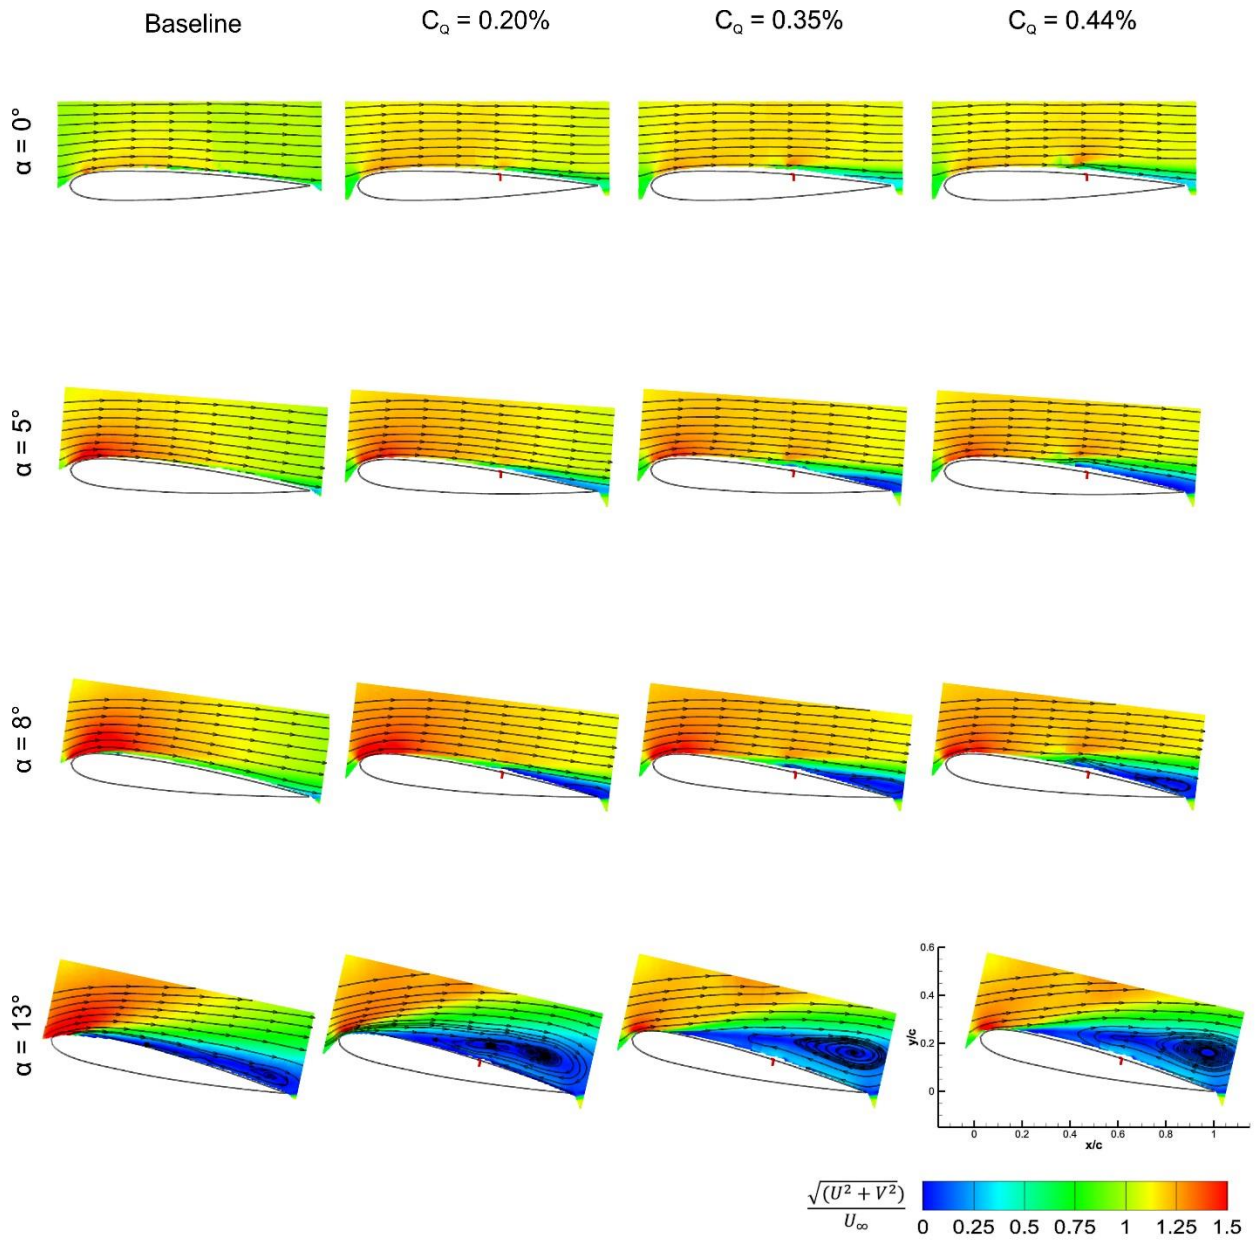 Baseline
C_Q = 0.20%
C_Q = 0.35%
C_Q = 0.44%
α = 0°
α = 5°
α = 8°
α = 13°
0.6
0.4
0.2
0
y/c
0 0.2 0.4 0.6 0.8 1
x/c
√(U² + V²)
U∞
0 0.25 0.5 0.75 1 1.25 1.5